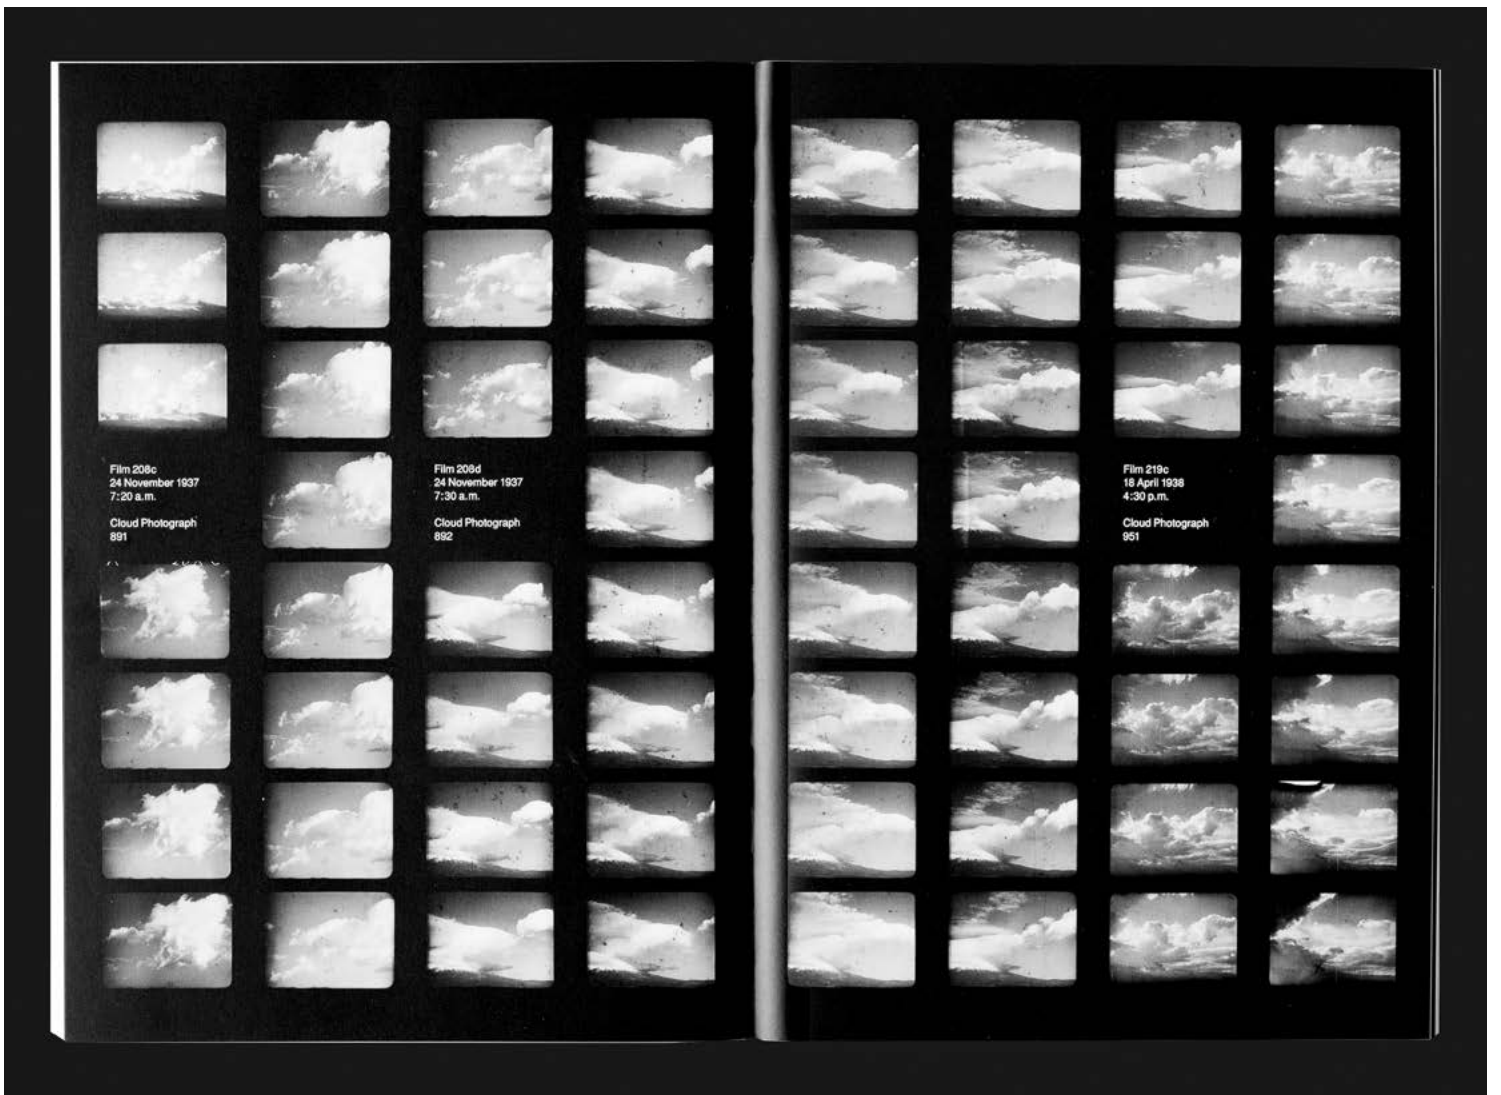 Film 208c
24 November 1937
7:20 a.m.
Cloud Photograph
891
Film 208d
24 November 1937
7:30 a.m.
Cloud Photograph
892
Film 219c
18 April 1938
4:30 p.m.
Cloud Photograph
951